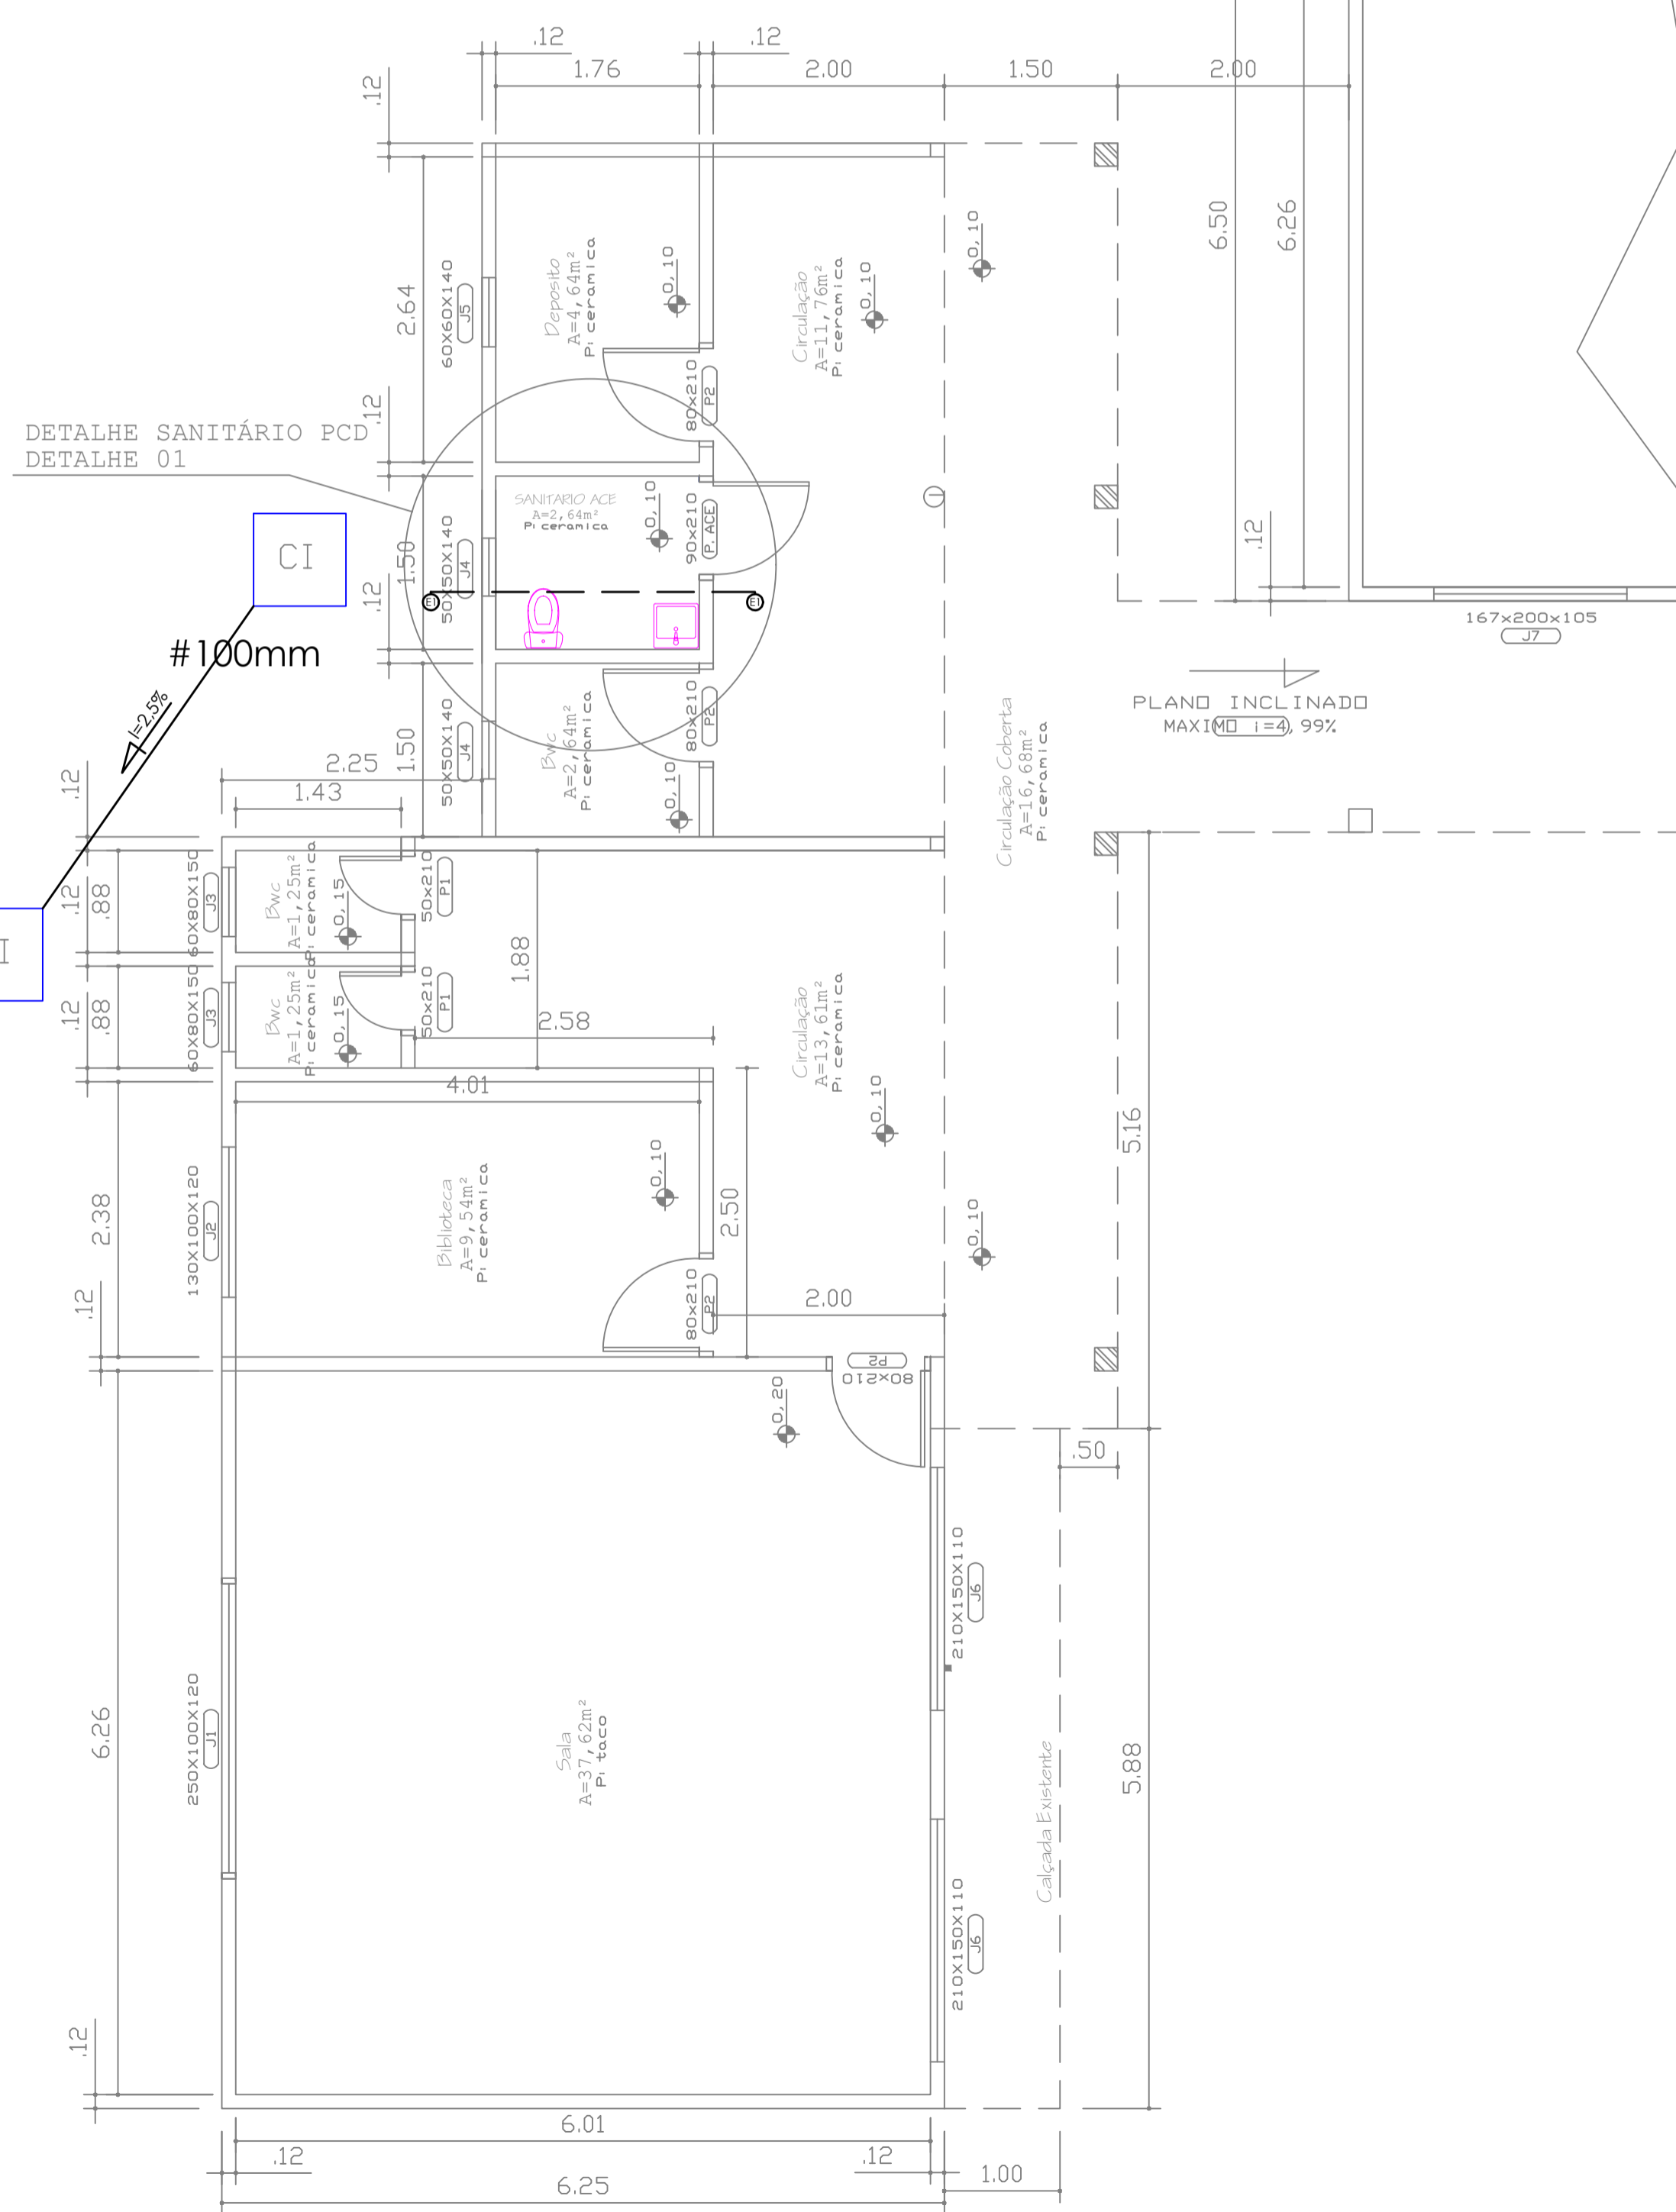 .12
.12
1.76
2.00
1.50
2.00
.12
6.50
6.26
2.64
60X60X140
J5
Deposito
A=4,64m²
P: ceramica
0,10
Circulação
A=11,76m²
P: ceramica
0,10
0,10
80x210
P2
.12
DETALHE SANITÁRIO PCD
DETALHE 01
CI
#100mm
I=2,5%
1.50
50X50X140
J4
.12
SANITARIO ACE
A=2,64m²
P: ceramica
0,10
90x210
P. ACE
E1
E1
.12
167x200x105
J7
PLANO INCLINADO
MAXIMO i=4,99%
1.50
50X50X140
J4
Bwc
A=2,64m²
P: ceramica
0,10
80x210
P2
Circulação Coberta
A=16,68m²
P: ceramica
2.25
1.43
.12
.12
.88
60X80X150
J3
Bwc
A=1,25m²
P: ceramica
0,15
50x210
P1
I
.12
.88
60X80X150
J3
Bwc
A=1,25m²
P: ceramica
0,15
50x210
P1
1.88
2.58
Circulação
A=13,61m²
P: ceramica
0,10
4.01
5.16
2.38
130X100X120
J2
Biblioteca
A=9,54m²
P: ceramica
0,10
2.50
0,10
80x210
P2
2.00
.12
P2
80x210
0,20
.50
210X150X110
J6
6.26
250X100X120
J1
Sala
A=37,62m²
P: taco
Calçada Existente
5.88
210X150X110
J6
.12
6.01
.12
.12
1.00
6.25